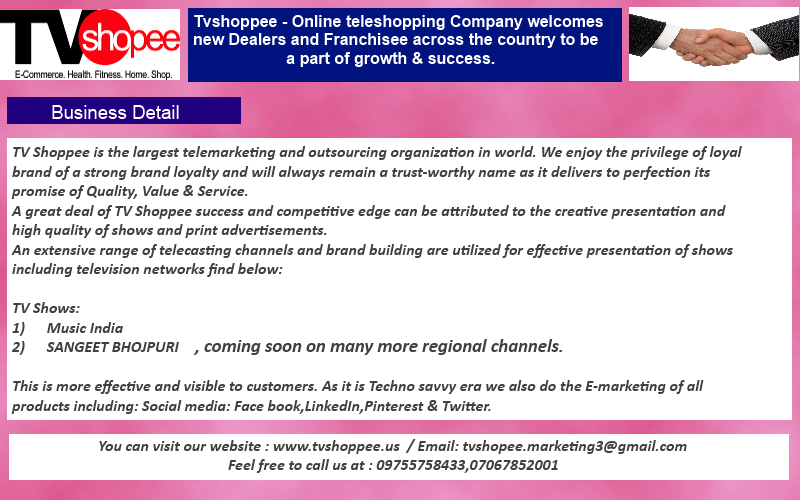 TV shopee
E-Commerce. Health. Fitness. Home. Shop.
Tvshoppee - Online teleshopping Company welcomes
new Dealers and Franchisee across the country to be
a part of growth & success.
Business Detail
TV Shoppee is the largest telemarketing and outsourcing organization in world. We enjoy the privilege of loyal
brand of a strong brand loyalty and will always remain a trust-worthy name as it delivers to perfection its
promise of Quality, Value & Service.
A great deal of TV Shoppee success and competitive edge can be attributed to the creative presentation and
high quality of shows and print advertisements.
An extensive range of telecasting channels and brand building are utilized for effective presentation of shows
including television networks find below:
TV Shows:
1) Music India
2) SANGEET BHOJPURI , coming soon on many more regional channels.
This is more effective and visible to customers. As it is Techno savvy era we also do the E-marketing of all
products including: Social media: Face book,LinkedIn,Pinterest & Twitter.
You can visit our website : www.tvshoppee.us / Email: tvshopee.marketing3@gmail.com
Feel free to call us at : 09755758433,07067852001